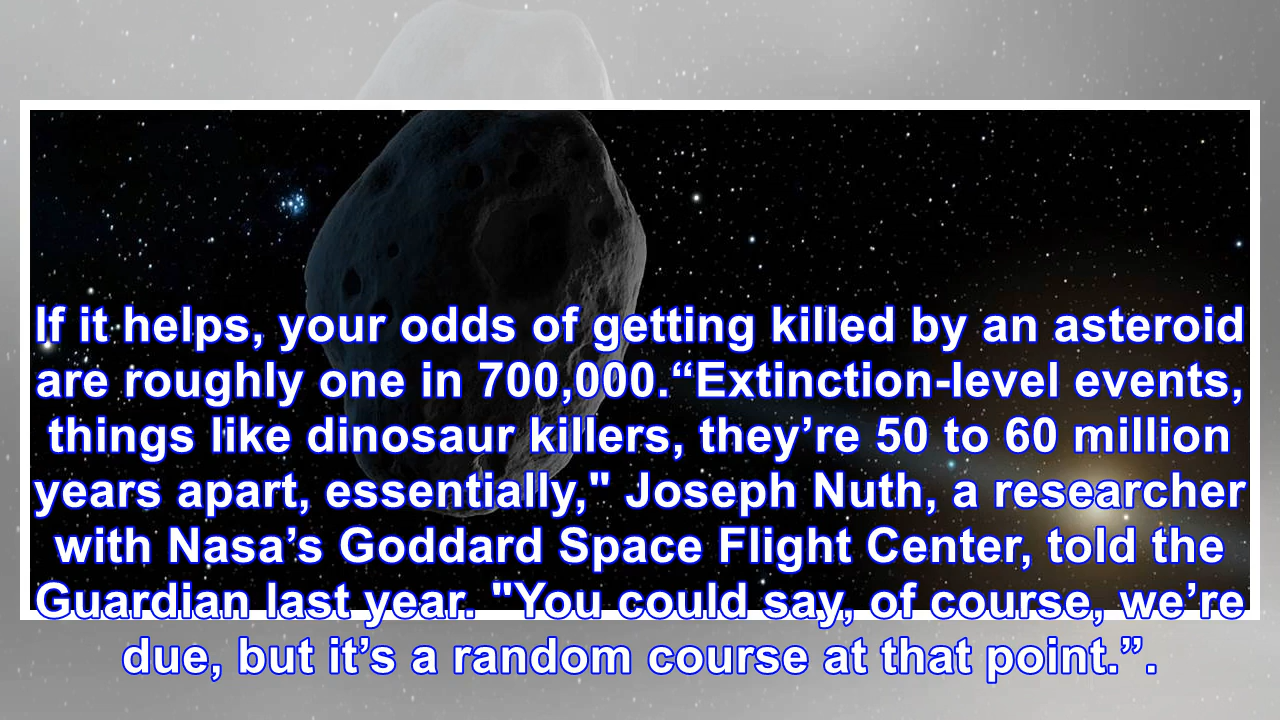 If it helps, your odds of getting killed by an asteroid
are roughly one in 700,000.“Extinction-level events,
things like dinosaur killers, they’re 50 to 60 million
years apart, essentially," Joseph Nuth, a researcher
with Nasa’s Goddard Space Flight Center, told the
Guardian last year. "You could say, of course, we’re
due, but it’s a random course at that point.”.